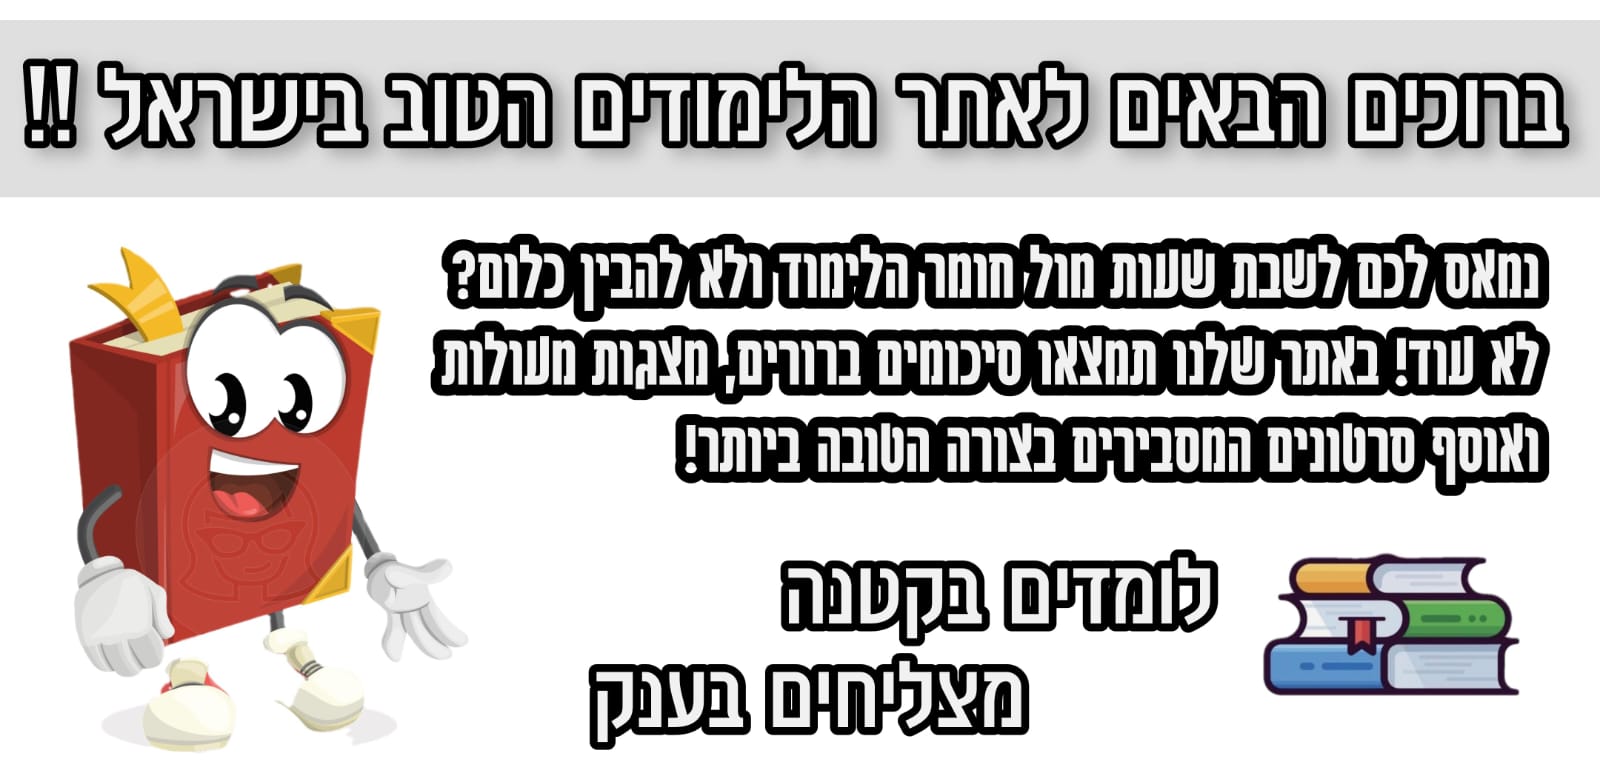 ברוכים הבאים לאתר הלימודים הטוב בישראל !!
נמאס לכם לשבת שעות מול חומר הלימוד ולא להבין כלום?
לא עוד! באתר שלנו תמצאו סיכומים ברורים, מצגות מעולות
ואוסף סרטונים המסבירים בצורה הטובה ביותר!
לומדים בקטנה
מצליחים בענק